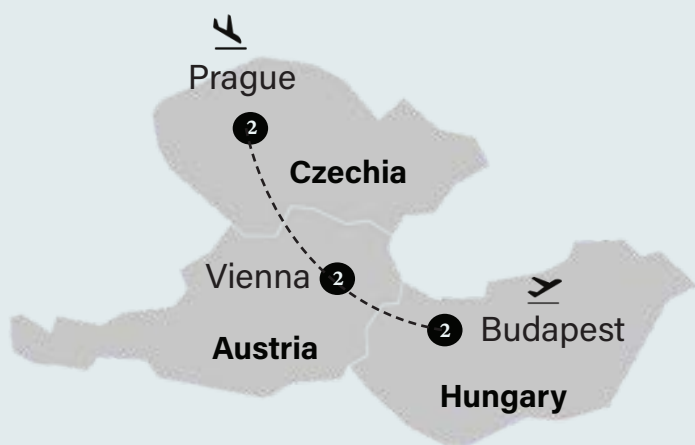 Prague
2
Czechia
Vienna 2
Austria
2 Budapest
Hungary